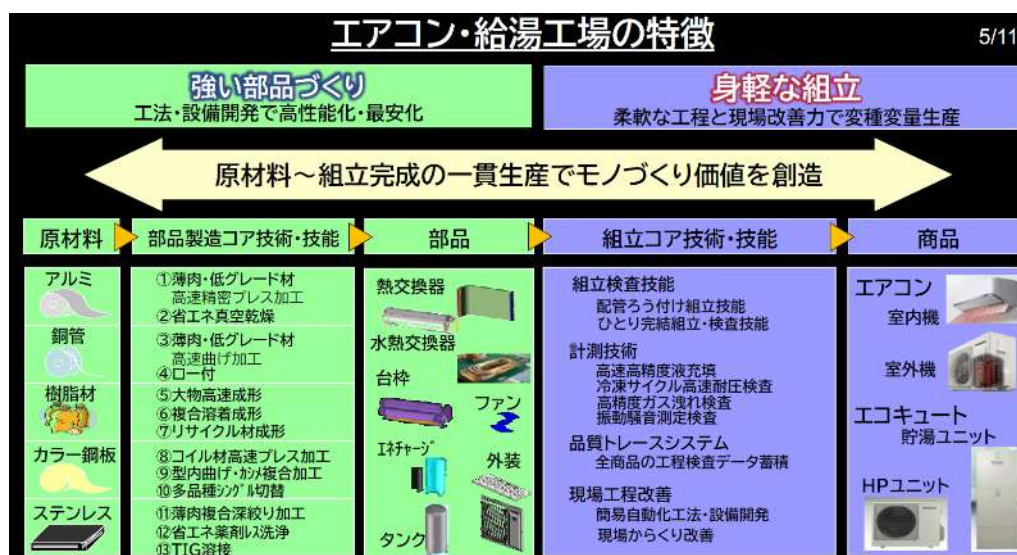 エアコン・給湯工場の特徴
5/11
強い部品づくり
工法・設備開発で高性能化・最安化
身軽な組立
柔軟な工程と現場改善力で変種変量生産
原材料～組立完成の一貫生産でモノづくり価値を創造
原材料
部品製造コア技術・技能
部品
組立コア技術・技能
商品
アルミ
銅管
樹脂材
カラー鋼板
ステンレス
①薄肉・低グレード材
高速精密プレス加工
②省エネ真空乾燥
③薄肉・低グレード材
高速曲げ加工
④ロー付
⑤大物高速成形
⑥複合溶着成形
⑦リサイクル材成形
⑧コイル材高速プレス加工
⑨型内曲げ・カシメ複合加工
⑩多品種シングル切替
⑪薄肉複合深絞り加工
⑫省エネ薬剤レス洗浄
⑬TIG溶接
熱交換器
水熱交換器
台枠
ファン
エネチャージ
外装
タンク
組立検査技能
配管ろう付け組立技能
ひとり完結組立・検査技能
計測技術
高速高精度液充填
冷凍サイクル高速耐圧検査
高精度ガス洩れ検査
振動騒音測定検査
品質トレースシステム
全商品の工程検査データ蓄積
現場工程改善
簡易自動化工法・設備開発
現場からくり改善
エアコン
室内機
室外機
エコキュート
貯湯ユニット
HPユニット